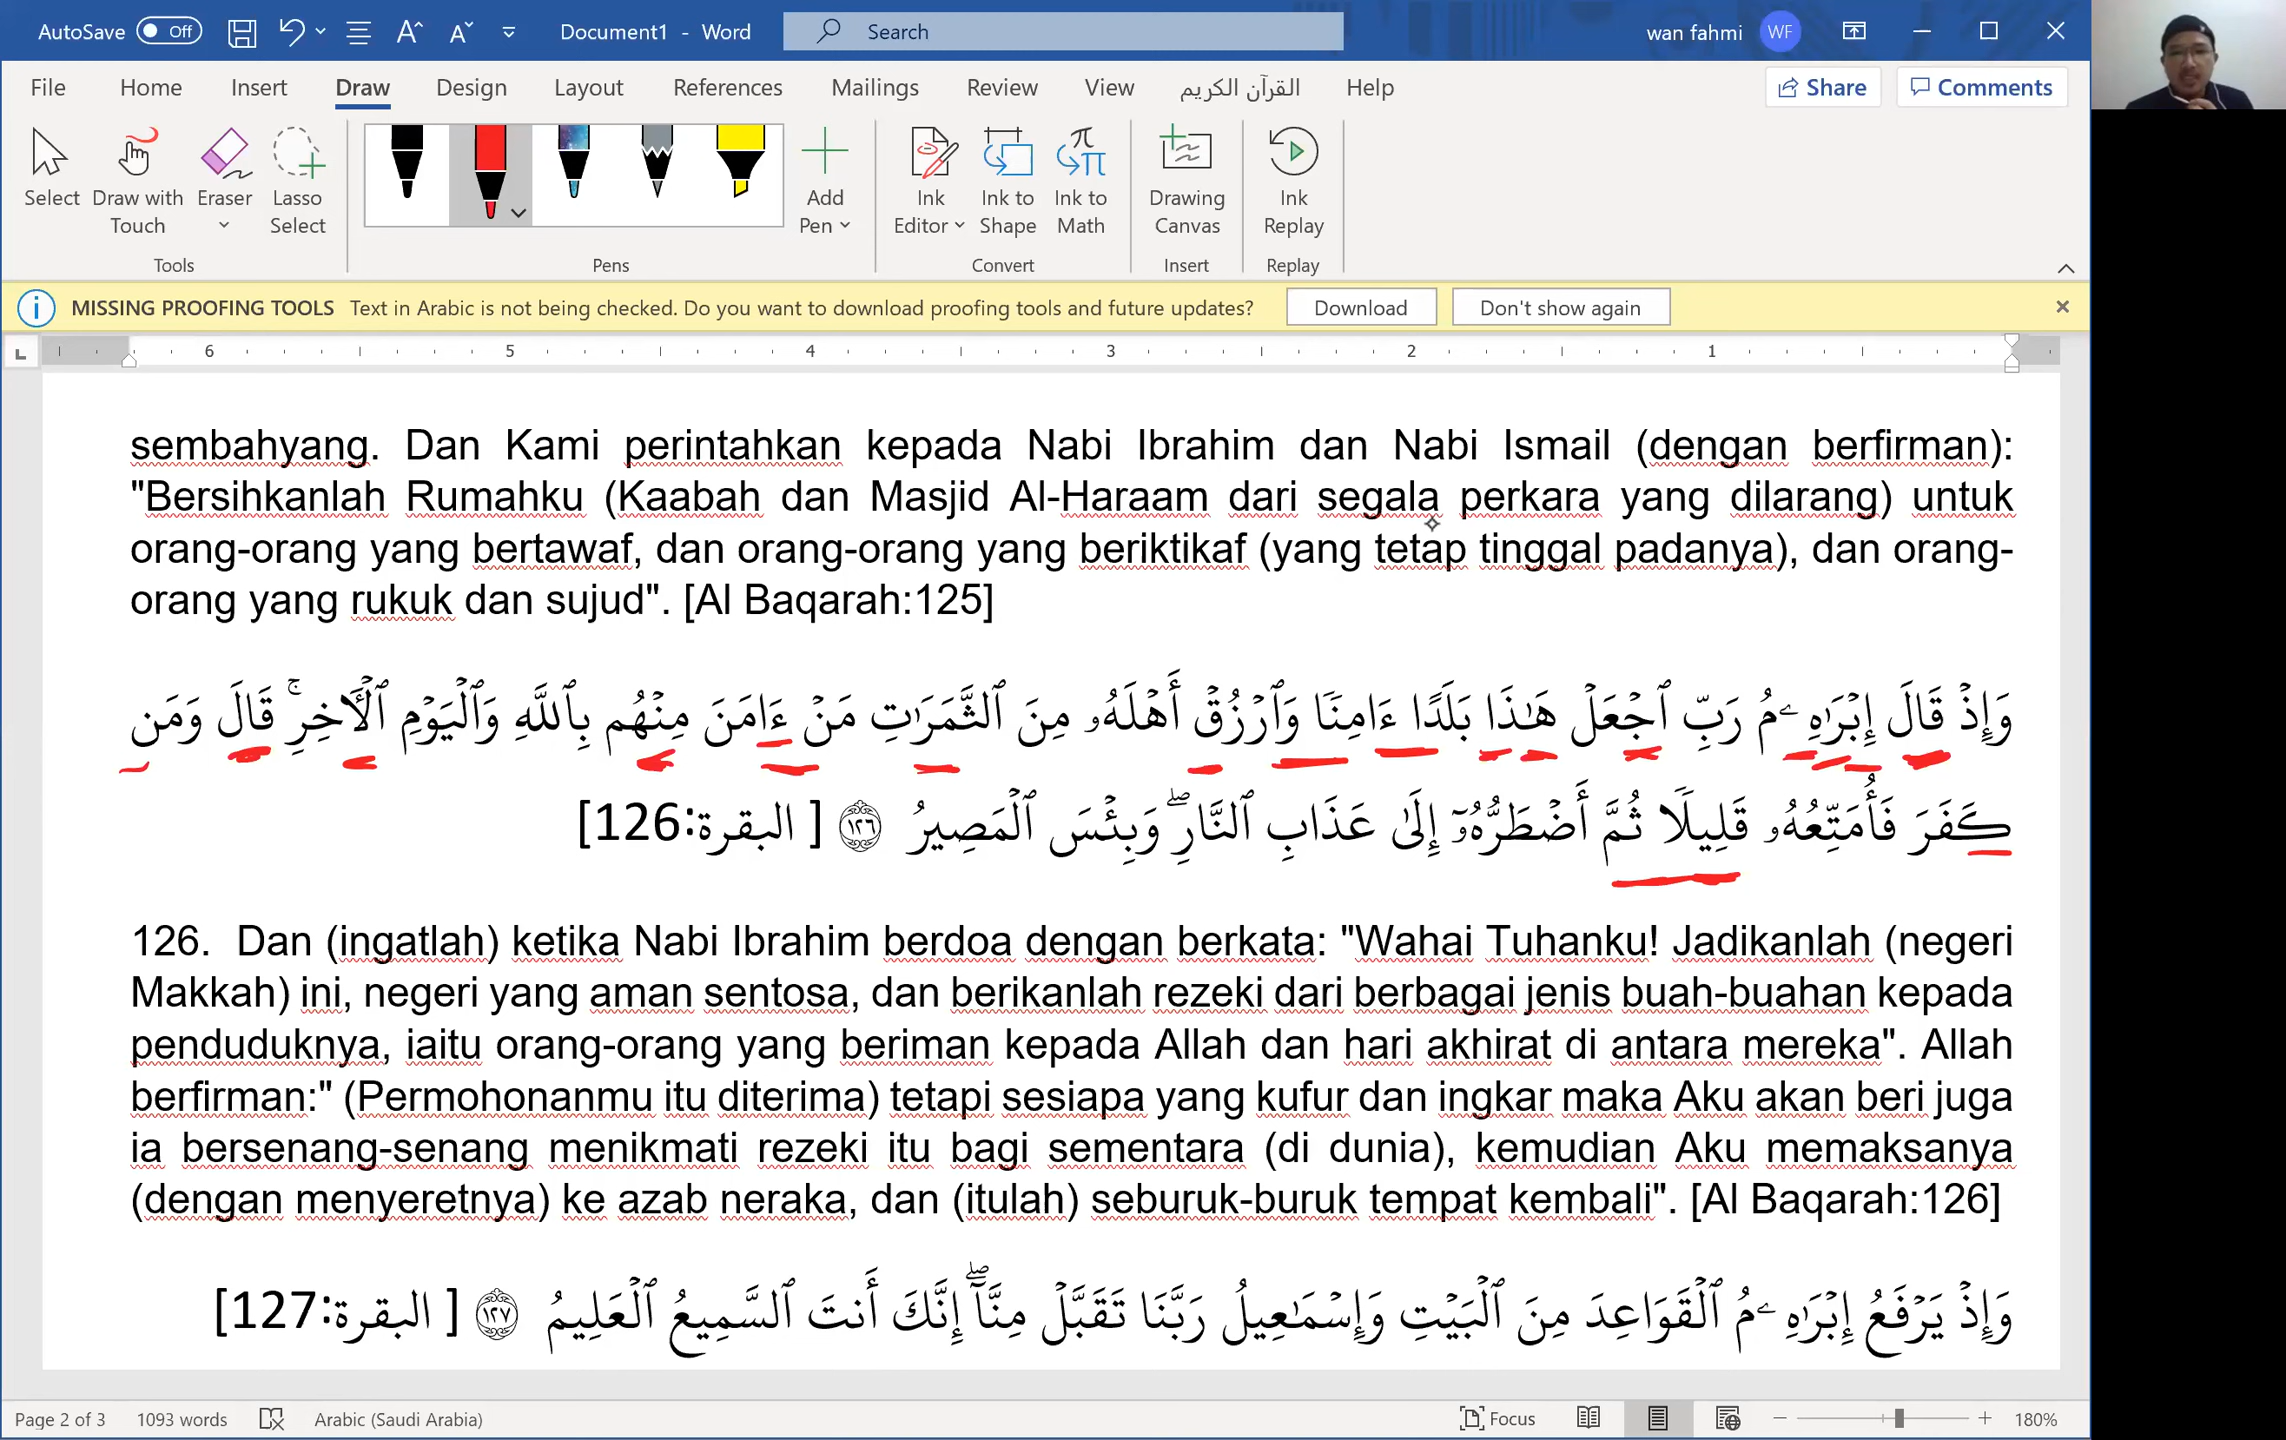 AutoSave Off Document1 - Word Search wan fahmi WF
File Home Insert Draw Design Layout References Mailings Review View القرآن الكريم Help Share Comments
Select Draw with Touch Eraser Lasso Select Add Pen Ink Editor Ink to Shape Ink to Math Drawing Canvas Ink Replay
Tools Pens Convert Insert Replay
MISSING PROOFING TOOLS Text in Arabic is not being checked. Do you want to download proofing tools and future updates? Download Don't show again
6 5 4 3 2 1
sembahyang. Dan Kami perintahkan kepada Nabi Ibrahim dan Nabi Ismail (dengan berfirman):
"Bersihkanlah Rumahku (Kaabah dan Masjid Al-Haraam dari segala perkara yang dilarang) untuk
orang-orang yang bertawaf, dan orang-orang yang beriktikaf (yang tetap tinggal padanya), dan orang-
orang yang rukuk dan sujud". [Al Baqarah:125]
وَإِذۡ قَالَ إِبۡرَٰهِـۧمُ رَبِّ ٱجۡعَلۡ هَٰذَا بَلَدًا ءَامِنٗا وَٱرۡزُقۡ أَهۡلَهُۥ مِنَ ٱلثَّمَرَٰتِ مَنۡ ءَامَنَ مِنۡهُم بِٱللَّهِ وَٱلۡيَوۡمِ ٱلۡأٓخِرِۚ قَالَ وَمَن
كَفَرَ فَأُمَتِّعُهُۥ قَلِيلٗا ثُمَّ أَضۡطَرُّهُۥٓ إِلَىٰ عَذَابِ ٱلنَّارِۖ وَبِئۡسَ ٱلۡمَصِيرُ ١٢٦ [ البقرة:126]
126. Dan (ingatlah) ketika Nabi Ibrahim berdoa dengan berkata: "Wahai Tuhanku! Jadikanlah (negeri
Makkah) ini, negeri yang aman sentosa, dan berikanlah rezeki dari berbagai jenis buah-buahan kepada
penduduknya, iaitu orang-orang yang beriman kepada Allah dan hari akhirat di antara mereka". Allah
berfirman:" (Permohonanmu itu diterima) tetapi sesiapa yang kufur dan ingkar maka Aku akan beri juga
ia bersenang-senang menikmati rezeki itu bagi sementara (di dunia), kemudian Aku memaksanya
(dengan menyeretnya) ke azab neraka, dan (itulah) seburuk-buruk tempat kembali". [Al Baqarah:126]
وَإِذۡ يَرۡفَعُ إِبۡرَٰهِـۧمُ ٱلۡقَوَاعِدَ مِنَ ٱلۡبَيۡتِ وَإِسۡمَٰعِيلُ رَبَّنَا تَقَبَّلۡ مِنَّآۖ إِنَّكَ أَنتَ ٱلسَّمِيعُ ٱلۡعَلِيمُ ١٢٧ [ البقرة:127]
Page 2 of 3 1093 words Arabic (Saudi Arabia) Focus 180%